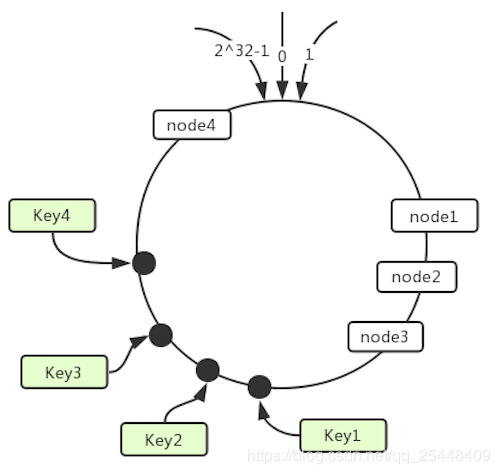 2^32-1
0
1
node4
node1
Key4
node2
node3
Key3
Key2
Key1
https://blog.csdn.net/qq_25448409